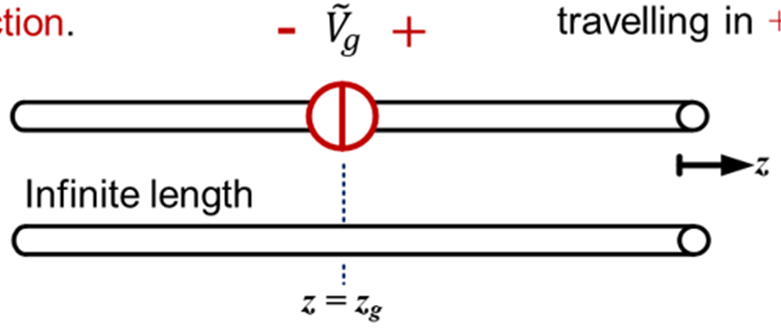 ction.
- Ṽg +
travelling in +
z
Infinite length
z = zg